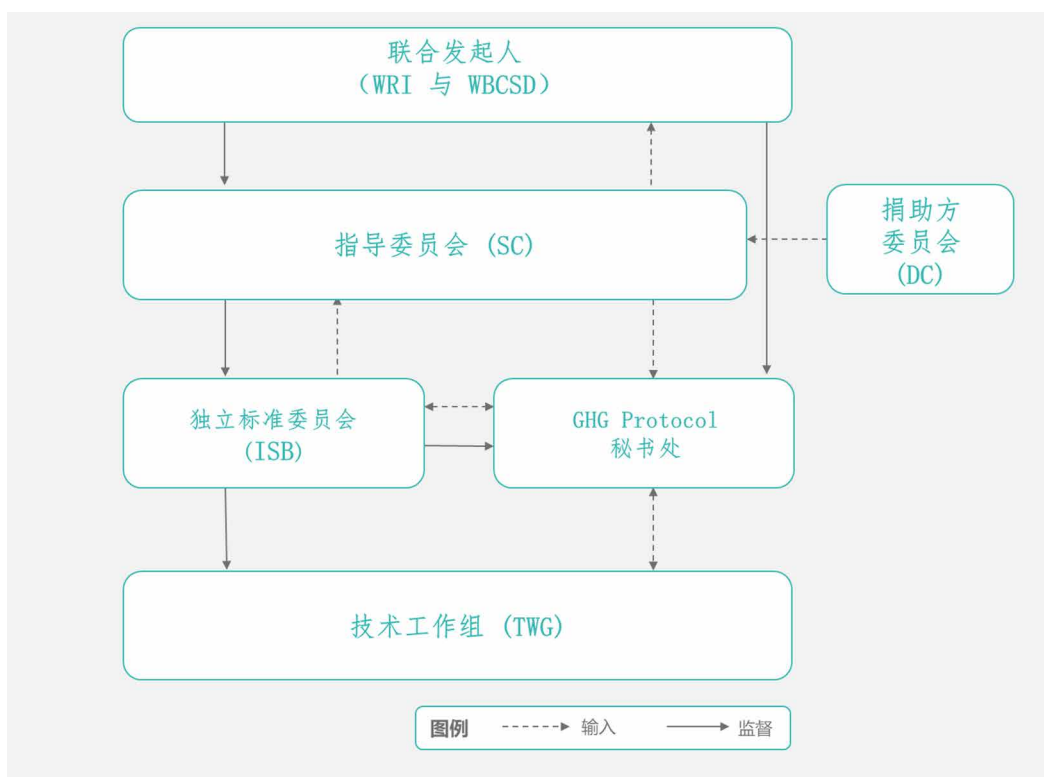 联合发起人
（WRI 与 WBCSD）
指导委员会 (SC)
捐助方
委员会
(DC)
独立标准委员会
(ISB)
GHG Protocol
秘书处
技术工作组 (TWG)
图例 输入 监督